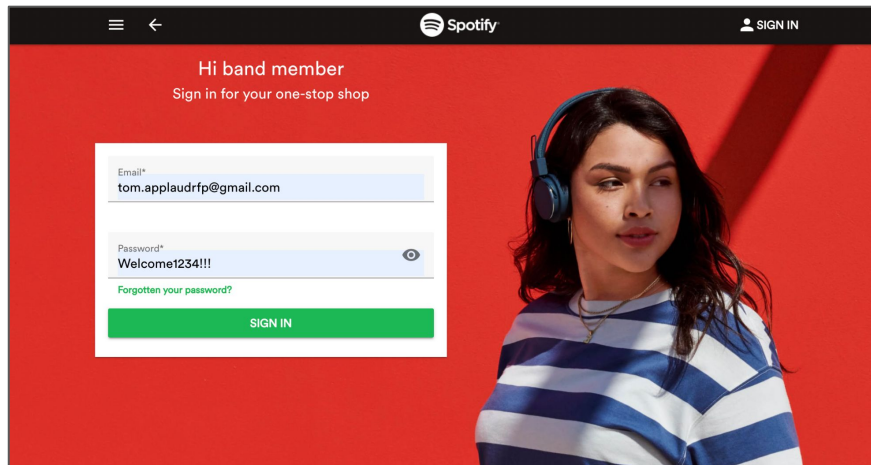 Spotify
SIGN IN
Hi band member
Sign in for your one-stop shop
Email*
tom.applaudrfp@gmail.com
Password*
Welcome1234!!!
Forgotten your password?
SIGN IN